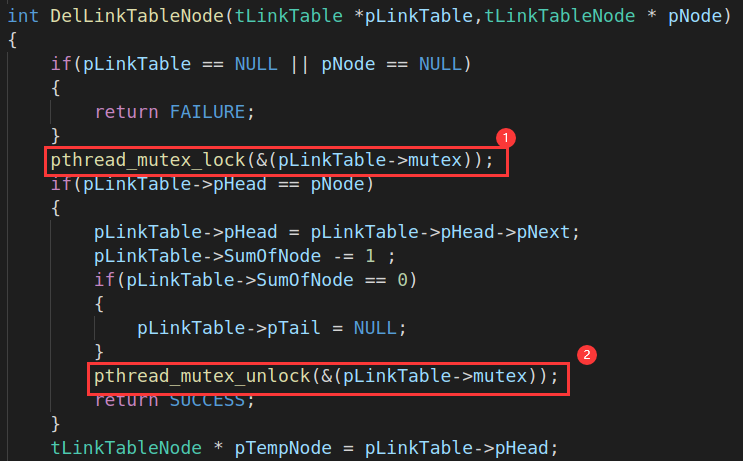 int DelLinkTableNode(tLinkTable *pLinkTable,tLinkTableNode * pNode)
{
    if(pLinkTable == NULL || pNode == NULL)
    {
        return FAILURE;
    }
1
    pthread_mutex_lock(&(pLinkTable->mutex));
    if(pLinkTable->pHead == pNode)
    {
        pLinkTable->pHead = pLinkTable->pHead->pNext;
        pLinkTable->SumOfNode -= 1 ;
        if(pLinkTable->SumOfNode == 0)
        {
            pLinkTable->pTail = NULL;
        }
2
        pthread_mutex_unlock(&(pLinkTable->mutex));
        return SUCCESS;
    }
    tLinkTableNode * pTempNode = pLinkTable->pHead;